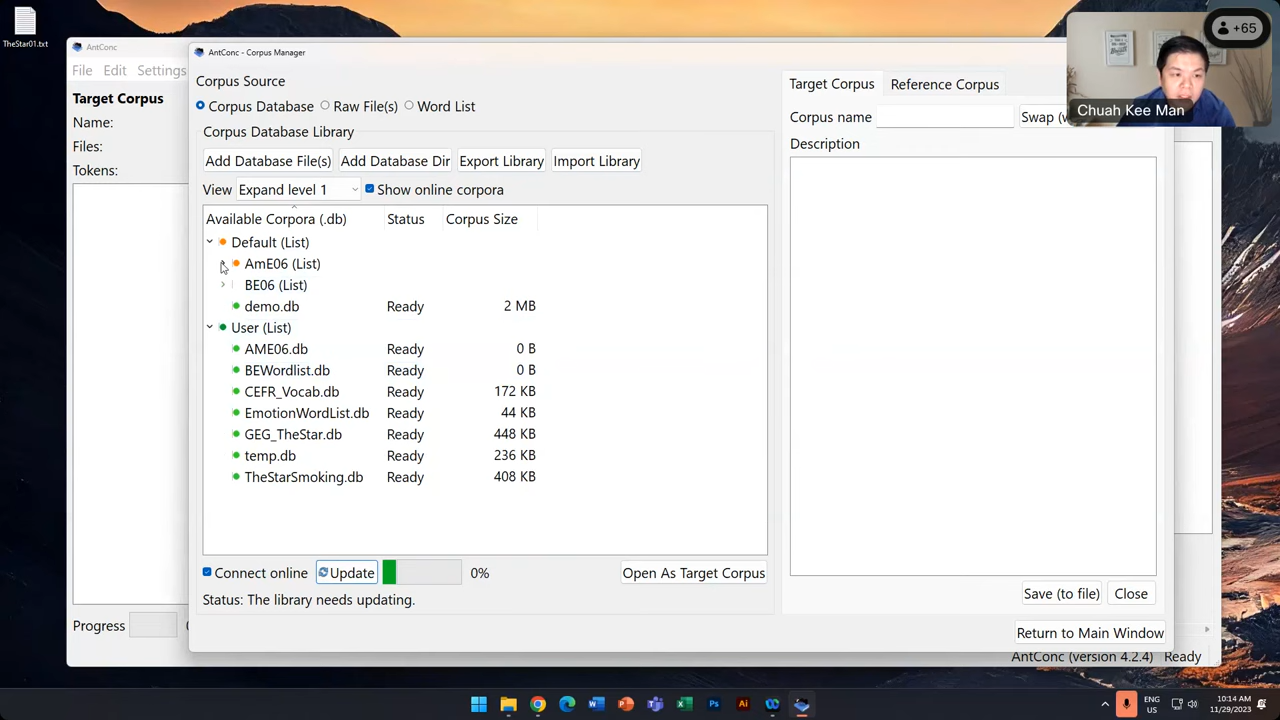 TheStar01.txt
AntConc
File Edit Settings
Target Corpus
Name:
Files:
Tokens:
Progress
AntConc - Corpus Manager
Corpus Source
Corpus Database Raw File(s) Word List
Corpus Database Library
Add Database File(s) Add Database Dir Export Library Import Library
View Expand level 1 Show online corpora
Available Corpora (.db) Status Corpus Size
Default (List)
AmE06 (List)
BE06 (List)
demo.db Ready 2 MB
User (List)
AME06.db Ready 0 B
BEWordlist.db Ready 0 B
CEFR_Vocab.db Ready 172 KB
EmotionWordList.db Ready 44 KB
GEG_TheStar.db Ready 448 KB
temp.db Ready 236 KB
TheStarSmoking.db Ready 408 KB
Connect online Update 0% Open As Target Corpus
Status: The library needs updating.
Target Corpus Reference Corpus
Corpus name Swap (w
Description
Save (to file) Close
Return to Main Window
AntConc (version 4.2.4) Ready
+65
Chuah Kee Man
ENG
US
10:14 AM
11/29/2023